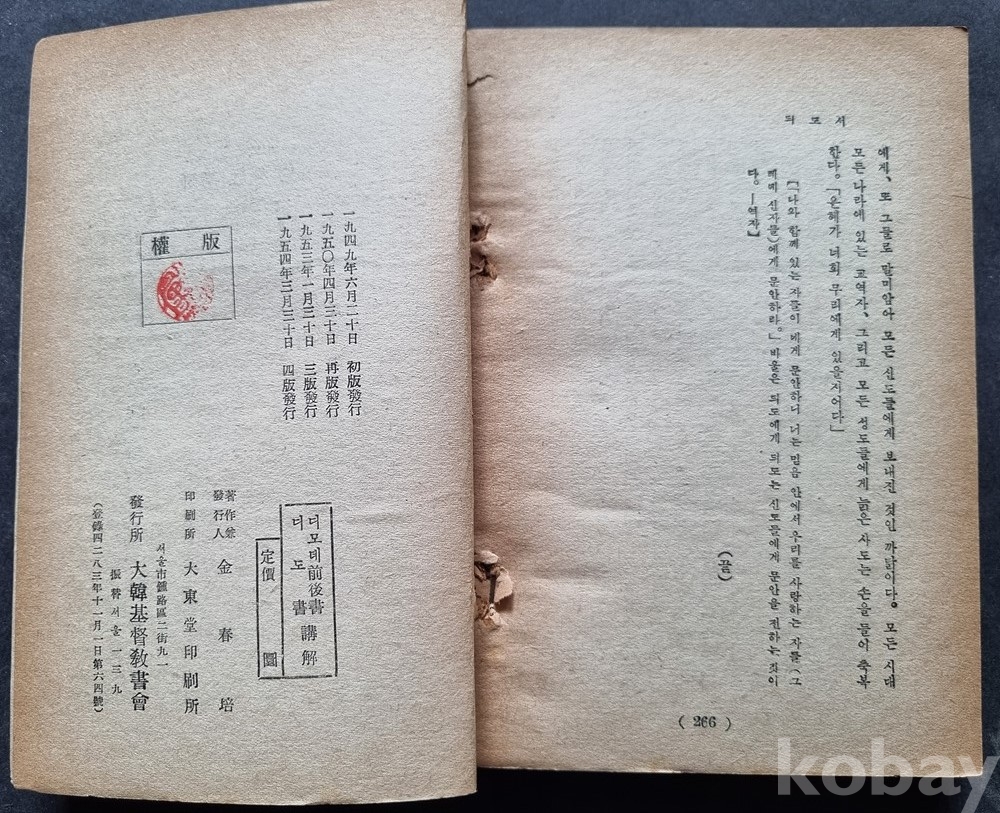 의 도 서
에게、또 그들로 말미암아 모든 신도들에게 보내진 것인 까닭이다。모든 시대
모든 나라에 있는 교역자、그리고 모든 성도들에게 늙은 사도는 손을 들어 축복
한다。「은혜가 너희 무리에게 있을지어다」
[「나와 함께 있는 자들이 네게 문안하니 너는 믿음 안에서 우리를 사랑하는 자들(그
레데 신자들)에게 문안하라。」바울은 듸도에게 의 모든 신도들에게 문안을 전하는 것이
다。—역자]
(끝)
( 266 )
一九四九年六月二十日 初版發行
一九五〇年四月三十日 再版發行
一九五三年一月三十日 三版發行
一九五四年三月三十日 四版發行
版 權
디모데前後書
디 도 書
講解
定價 圜
著作兼
發行人 金 春 培
印刷所 大東堂印刷所
서울市鍾路區二街九一
發行所 大韓基督敎書會
振替서울一三九
(登錄四二八三年十一月一日第六四號)
kobay